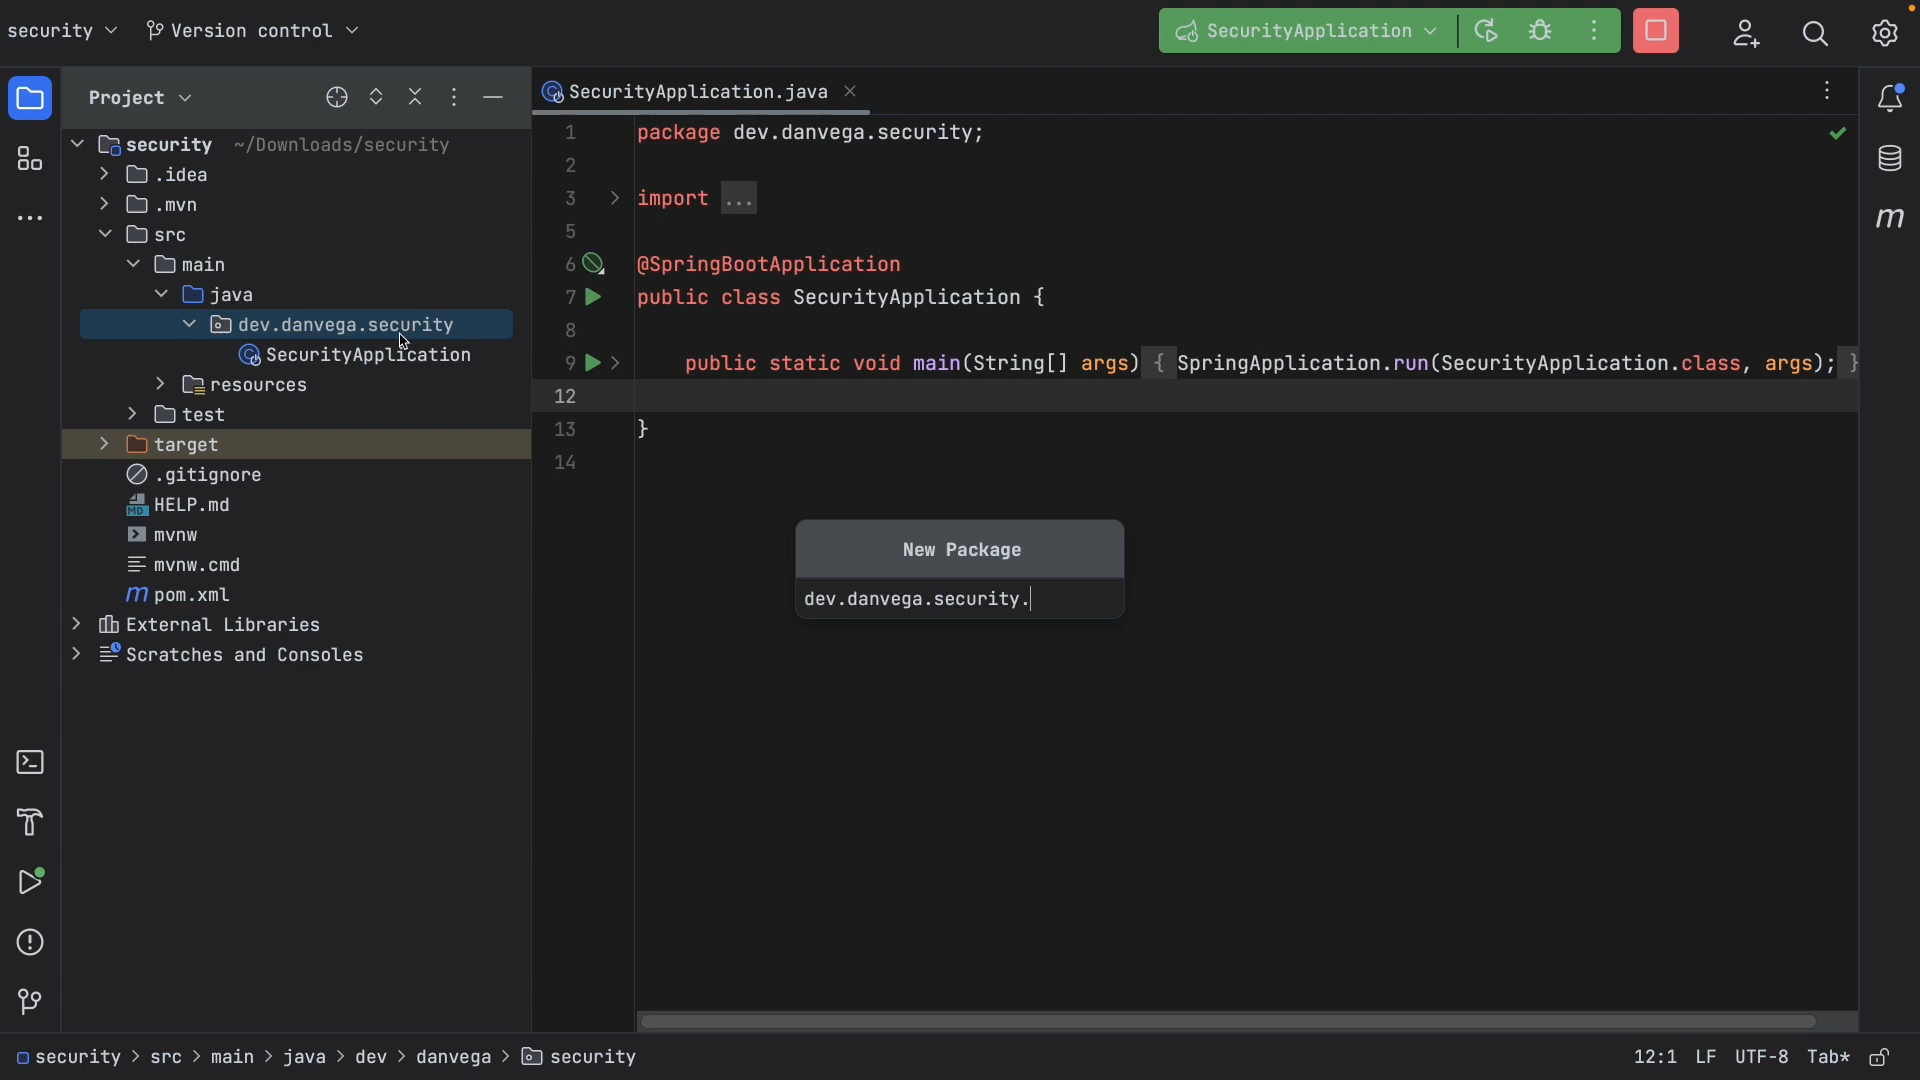 security
Version control
SecurityApplication
Project
SecurityApplication.java
security ~/Downloads/security
.idea
.mvn
src
main
java
dev.danvega.security
SecurityApplication
resources
test
target
.gitignore
HELP.md
mvnw
mvnw.cmd
pom.xml
External Libraries
Scratches and Consoles
1 package dev.danvega.security;
2
3 import ...
5
6 @SpringBootApplication
7 public class SecurityApplication {
8
9 public static void main(String[] args) { SpringApplication.run(SecurityApplication.class, args); }
12
13 }
14
New Package
dev.danvega.security.
security > src > main > java > dev > danvega > security
12:1 LF UTF-8 Tab*